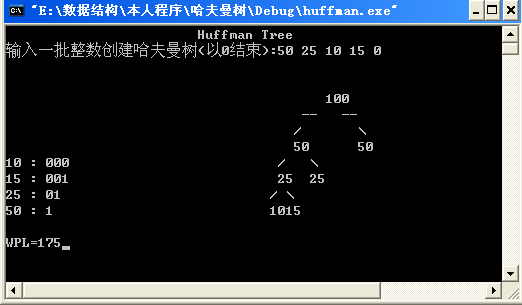 "E:\数据结构\本人程序\哈夫曼树\Debug\huffman.exe"
Huffman Tree
输入一批整数创建哈夫曼树(以0结束):50 25 10 15 0
100
-- --
/ \
50 50
10 : 000 / \
15 : 001 25 25
25 : 01 / \
50 : 1 1015
WPL=175_